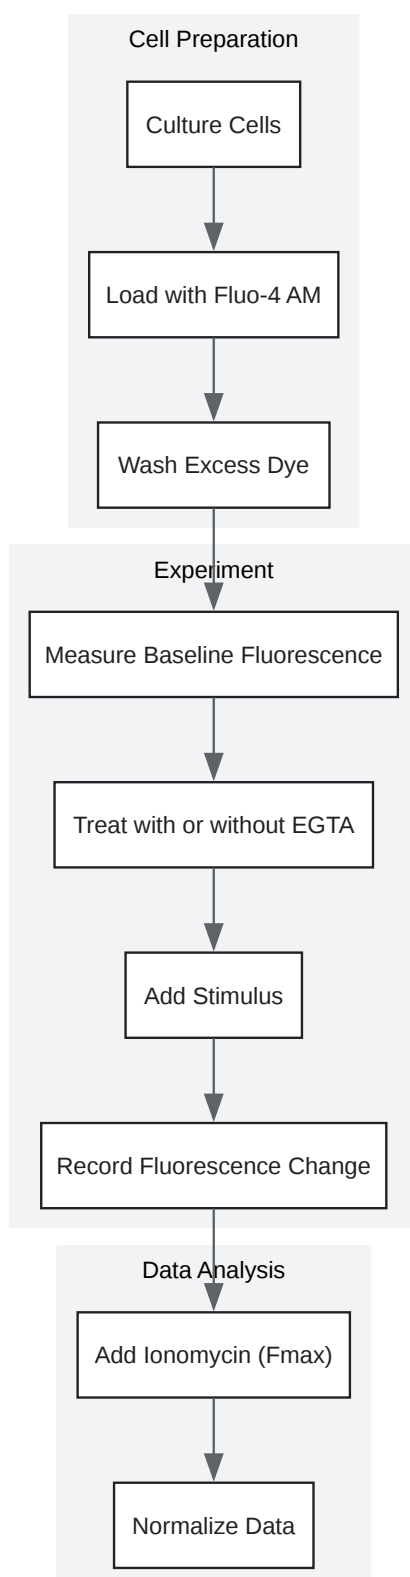 Cell Preparation
Culture Cells
Load with Fluo-4 AM
Wash Excess Dye
Experiment
Measure Baseline Fluorescence
Treat with or without EGTA
Add Stimulus
Record Fluorescence Change
Data Analysis
Add Ionomycin (Fmax)
Normalize Data